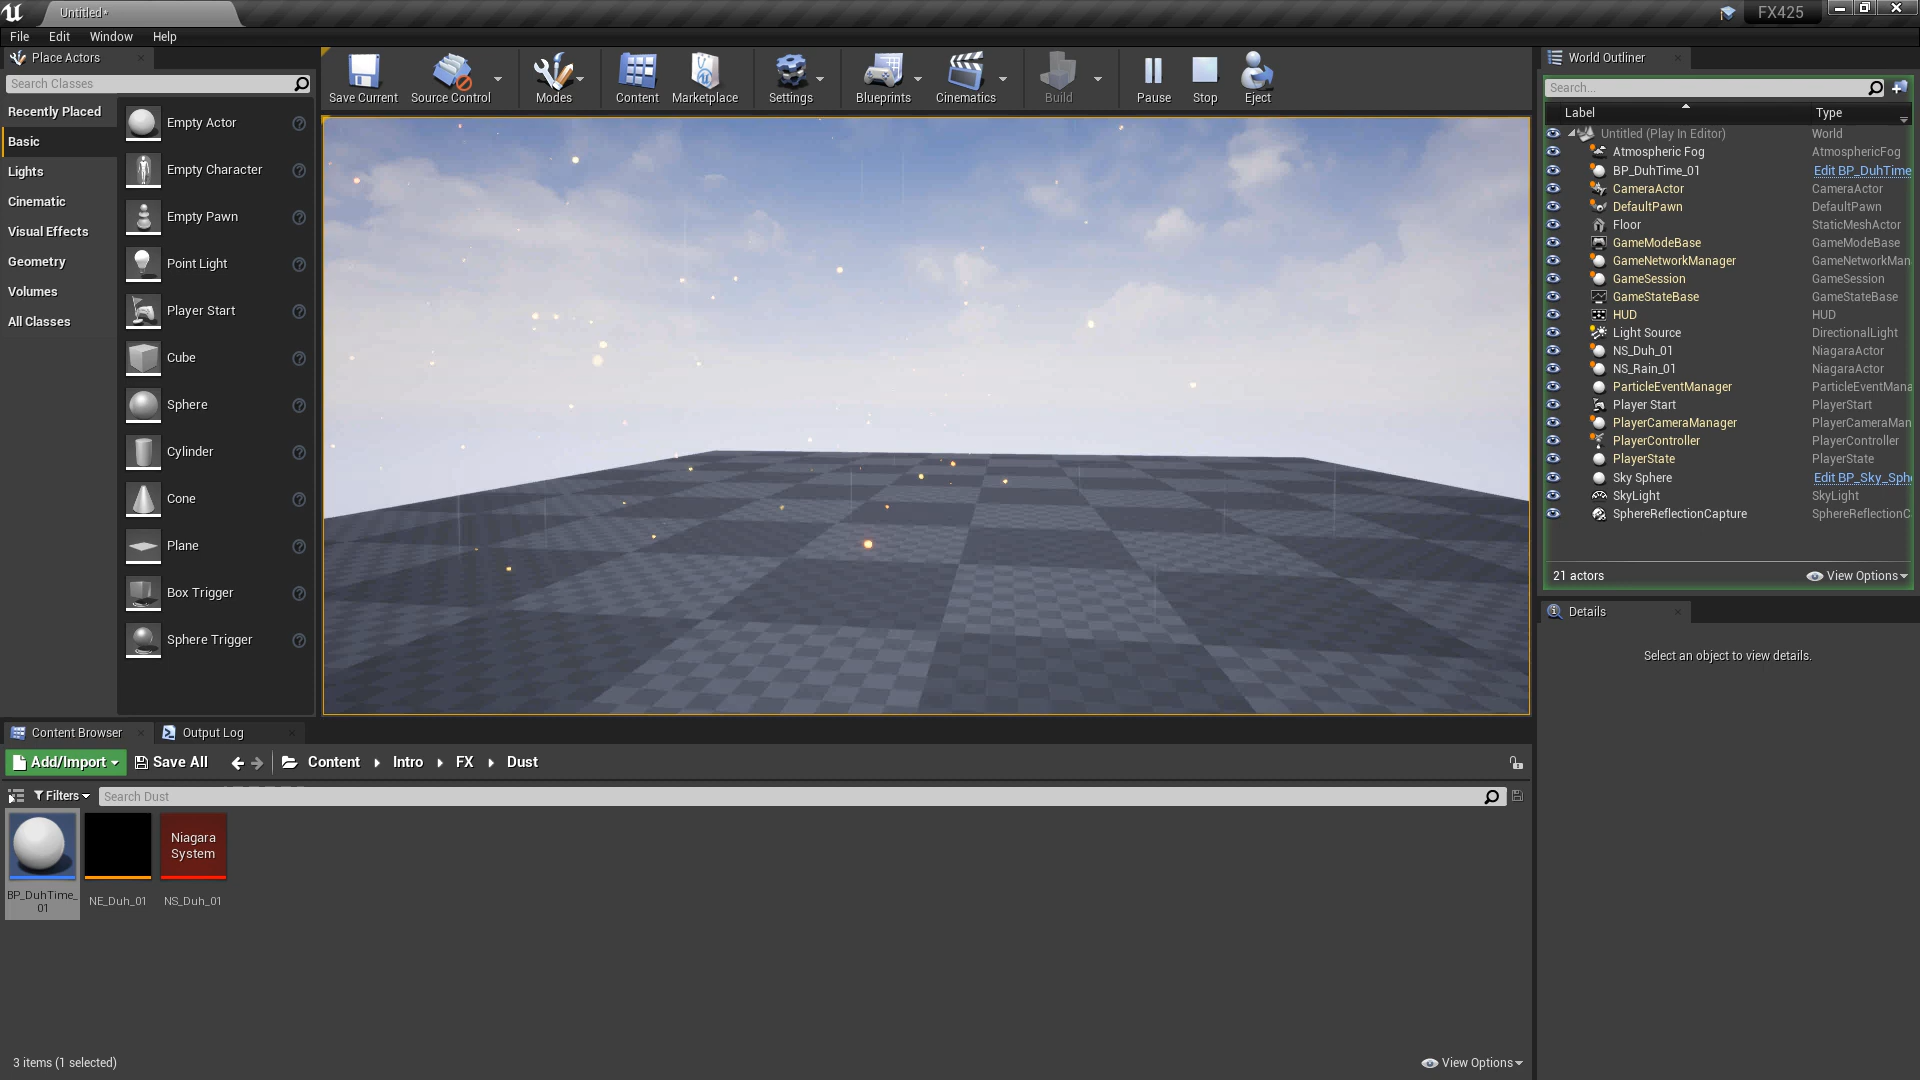 Untitled*
FX425
File Edit Window Help
Place Actors
Search Classes
Recently Placed
Basic
Lights
Cinematic
Visual Effects
Geometry
Volumes
All Classes
Empty Actor
Empty Character
Empty Pawn
Point Light
Player Start
Cube
Sphere
Cylinder
Cone
Plane
Box Trigger
Sphere Trigger
Save Current
Source Control
Modes
Content
Marketplace
Settings
Blueprints
Cinematics
Build
Pause
Stop
Eject
World Outliner
Search...
Label Type
Untitled (Play In Editor) World
Atmospheric Fog AtmosphericFog
BP_DuhTime_01 Edit BP_DuhTime
CameraActor CameraActor
DefaultPawn DefaultPawn
Floor StaticMeshActor
GameModeBase GameModeBase
GameNetworkManager GameNetworkMan
GameSession GameSession
GameStateBase GameStateBase
HUD HUD
Light Source DirectionalLight
NS_Duh_01 NiagaraActor
NS_Rain_01 NiagaraActor
ParticleEventManager ParticleEventMana
Player Start PlayerStart
PlayerCameraManager PlayerCameraMan
PlayerController PlayerController
PlayerState PlayerState
Sky Sphere Edit BP_Sky_Sph
SkyLight SkyLight
SphereReflectionCapture SphereReflectionC
21 actors
View Options
Details
Select an object to view details.
Content Browser
Output Log
Add/Import
Save All
Content Intro FX Dust
Filters
Search Dust
Niagara
System
BP_DuhTime_
01
NE_Duh_01
NS_Duh_01
3 items (1 selected)
View Options